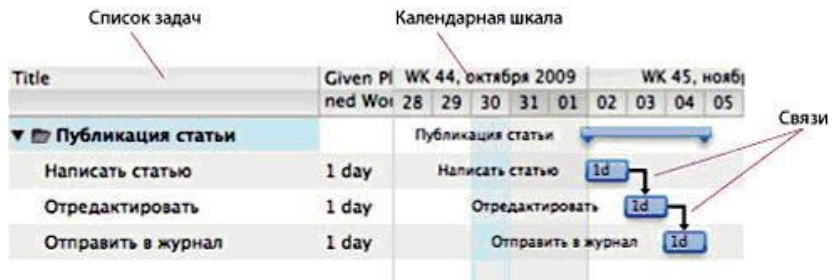 Список задач
Календарная шкала
Title
Given Pl
ned Wor
WK 44, октября 2009
WK 45, нояб
28 29 30 31 01 02 03 04 05
Связи
Публикация статьи
Публикация статьи
Написать статью 1 day Написать статью 1d
Отредактировать 1 day Отредактировать 1d
Отправить в журнал 1 day Отправить в журнал 1d